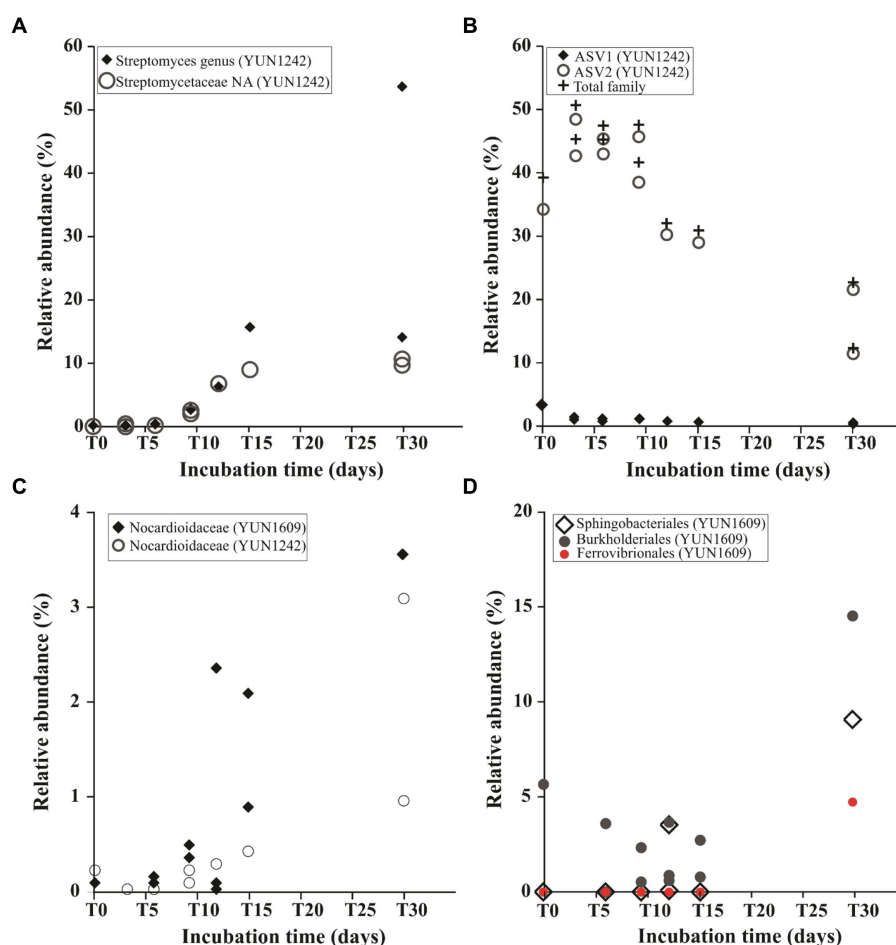 A
60
50
40
30
20
10
0
Streptomyces genus (YUN1242)
Streptomycetaceae NA (YUN1242)
Relative abundance (%)
T0 T5 T10 T15 T20 T25 T30
Incubation time (days)
B
60
50
40
30
20
10
0
ASV1 (YUN1242)
ASV2 (YUN1242)
Total family
Relative abundance (%)
T0 T5 T10 T15 T20 T25 T30
Incubation time (days)
C
4
3
2
1
0
Nocardioidaceae (YUN1609)
Nocardioidaceae (YUN1242)
Relative abundance (%)
T0 T5 T10 T15 T20 T25 T30
Incubation time (days)
D
20
15
10
5
0
Sphingobacteriales (YUN1609)
Burkholderiales (YUN1609)
Ferrovibrionales (YUN1609)
Relative abundance (%)
T0 T5 T10 T15 T20 T25 T30
Incubation time (days)